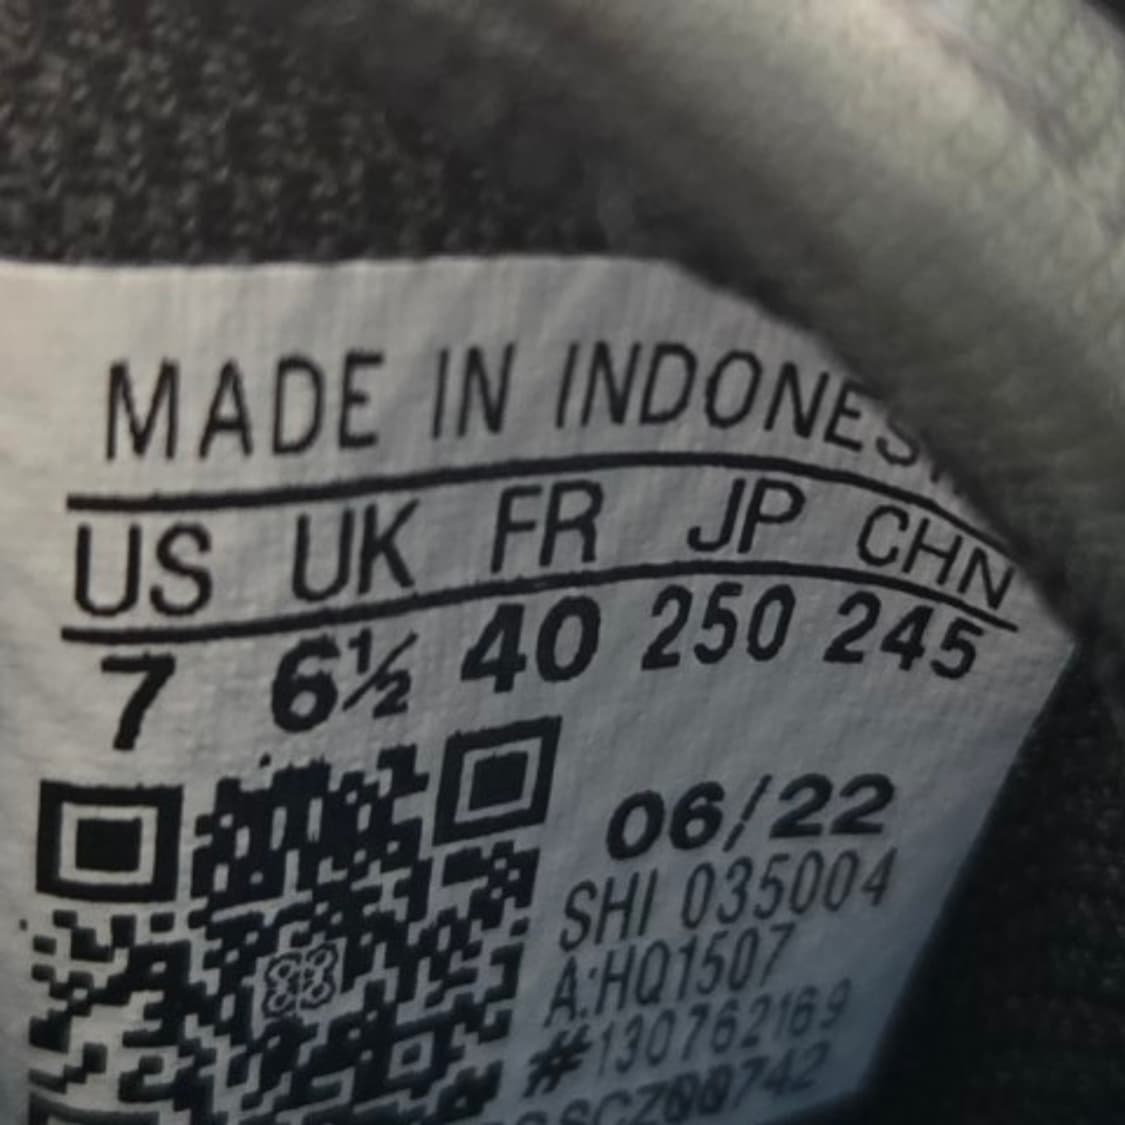 MADE IN INDONES
US UK FR JP CHN
7 6½ 40 250 245
06/22
SHI 035004
A:HQ1507
#130762169